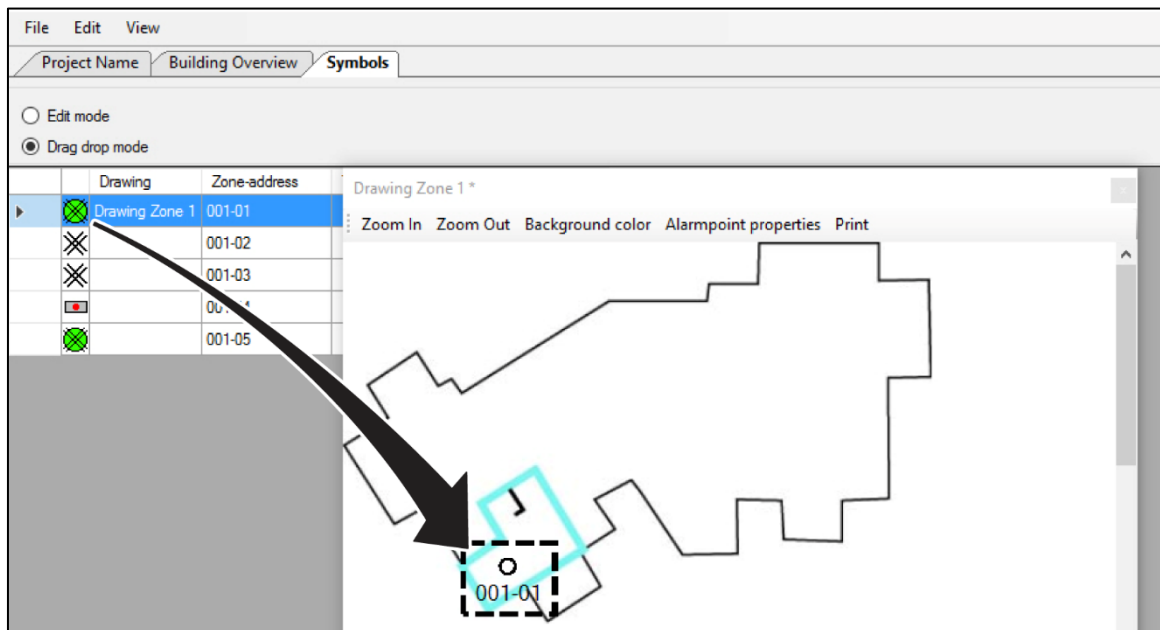 File Edit View
Project Name Building Overview Symbols
Edit mode
Drag drop mode
Drawing Zone-address
Drawing Zone 1 001-01
001-02
001-03
001-05
Drawing Zone 1 *
Zoom In Zoom Out Background color Alarmpoint properties Print
001-01